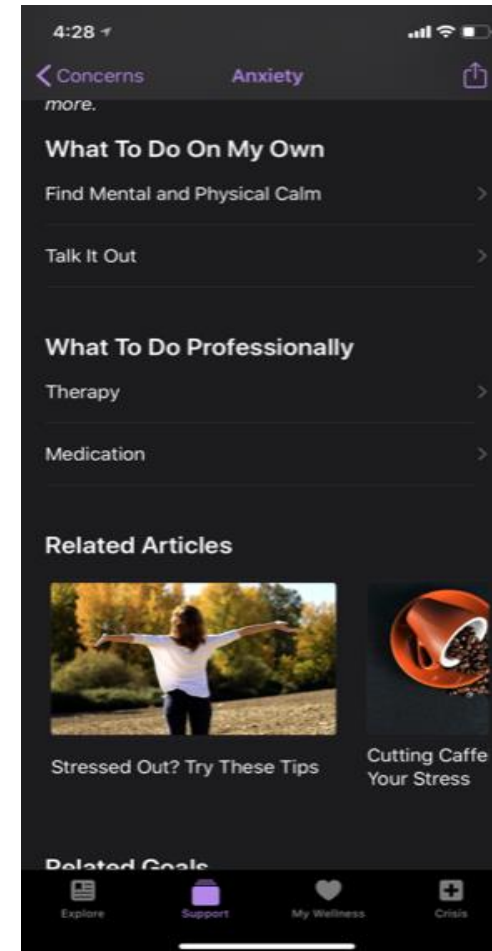 4:28
Concerns
Anxiety
more.
What To Do On My Own
Find Mental and Physical Calm
Talk It Out
What To Do Professionally
Therapy
Medication
Related Articles
Stressed Out? Try These Tips
Cutting Caffe
Your Stress
Related Goals
Explore
Support
My Wellness
Crisis